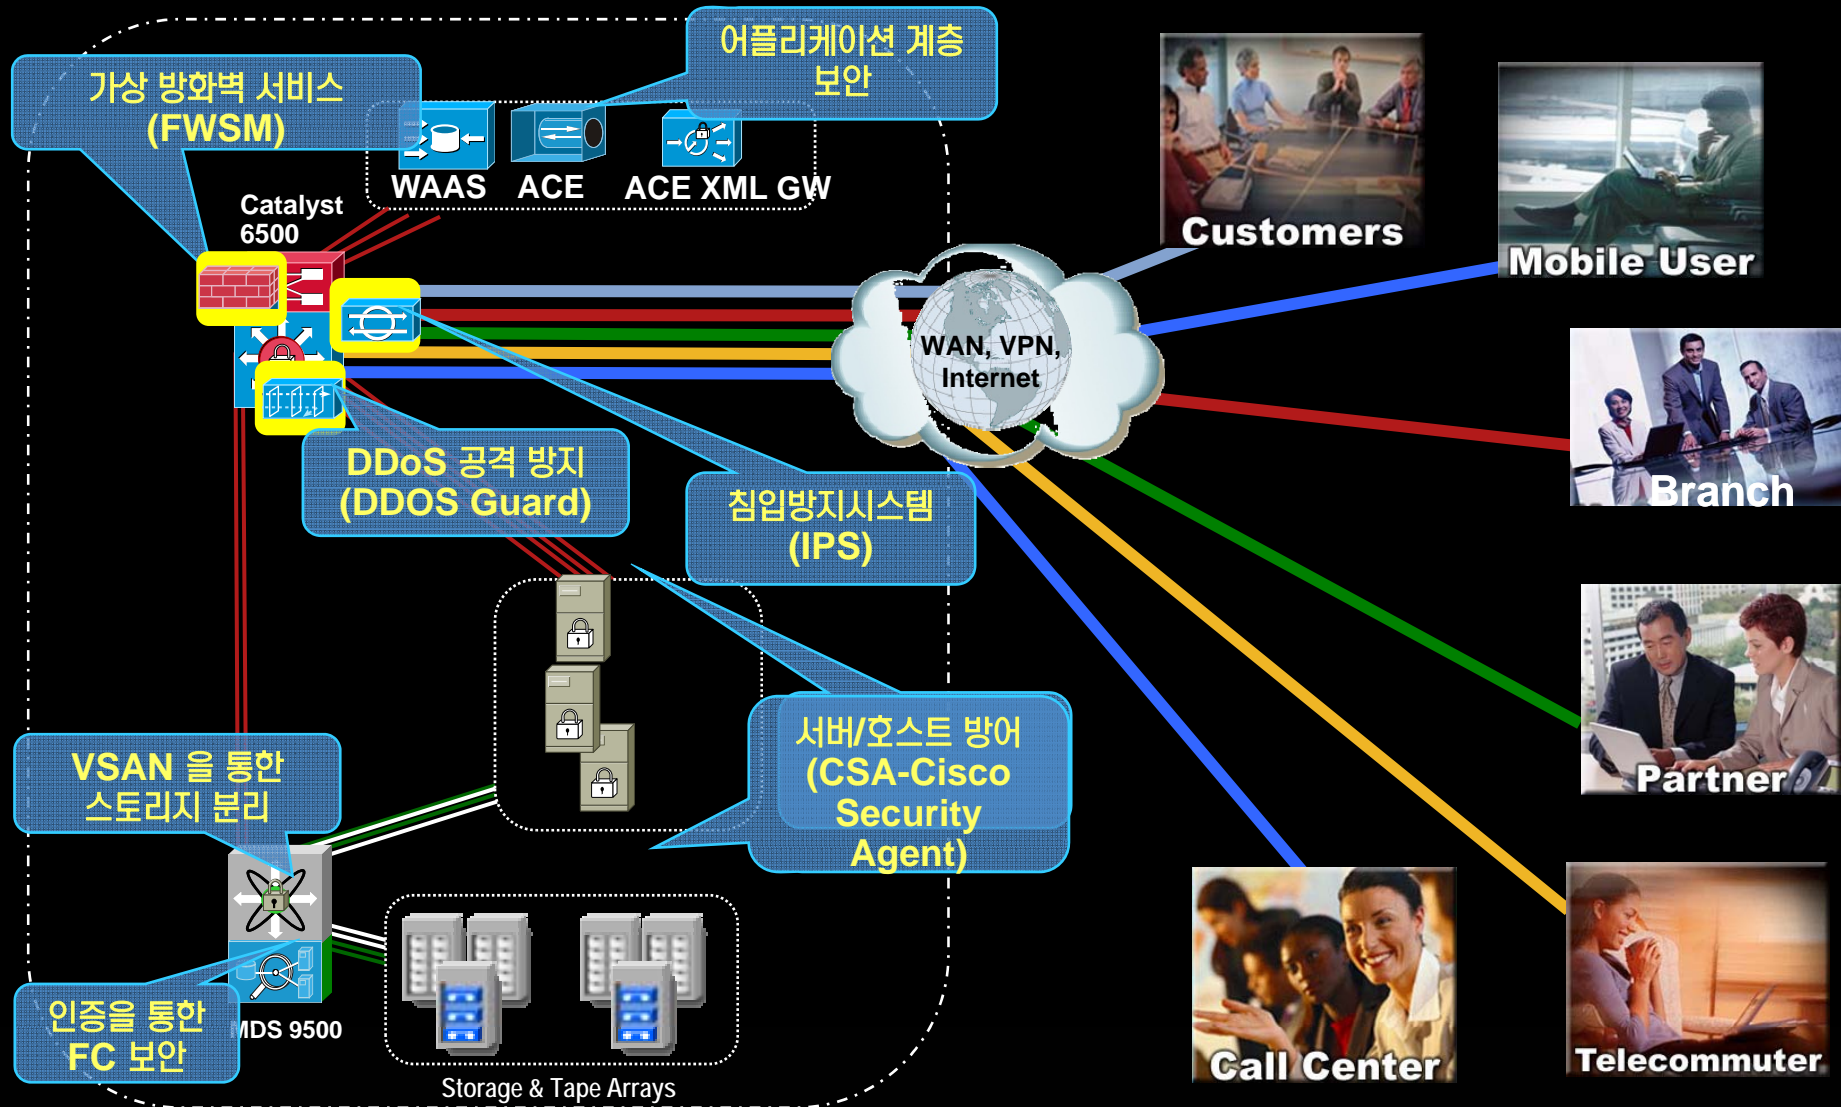 어플리케이션 계층
보안
가상 방화벽 서비스
(FWSM)
WAAS
ACE
ACE XML GW
Catalyst
6500
Customers
Mobile User
WAN, VPN,
Internet
Branch
DDoS 공격 방지
(DDOS Guard)
침입방지시스템
(IPS)
서버/호스트 방어
(CSA-Cisco
Security
Agent)
Partner
VSAN 을 통한
스토리지 분리
인증을 통한
FC 보안
MDS 9500
Storage & Tape Arrays
Call Center
Telecommuter